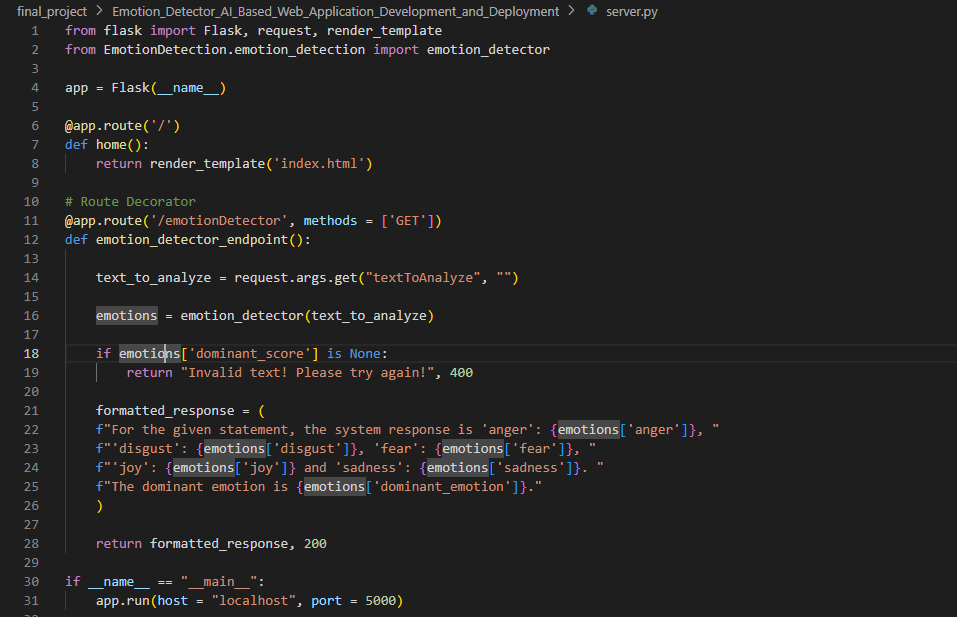 final_project > Emotion_Detector_AI_Based_Web_Application_Development_and_Deployment > server.py
1 from flask import Flask, request, render_template
2 from EmotionDetection.emotion_detection import emotion_detector
3
4 app = Flask(__name__)
5
6 @app.route('/')
7 def home():
8     return render_template('index.html')
9
10 # Route Decorator
11 @app.route('/emotionDetector', methods = ['GET'])
12 def emotion_detector_endpoint():
13
14     text_to_analyze = request.args.get("textToAnalyze", "")
15
16     emotions = emotion_detector(text_to_analyze)
17
18     if emotions['dominant_score'] is None:
19         return "Invalid text! Please try again!", 400
20
21     formatted_response = (
22     f"For the given statement, the system response is 'anger': {emotions['anger']}, "
23     f"'disgust': {emotions['disgust']}, 'fear': {emotions['fear']}, "
24     f"'joy': {emotions['joy']} and 'sadness': {emotions['sadness']}. "
25     f"The dominant emotion is {emotions['dominant_emotion']}."
26     )
27
28     return formatted_response, 200
29
30 if __name__ == "__main__":
31     app.run(host = "localhost", port = 5000)